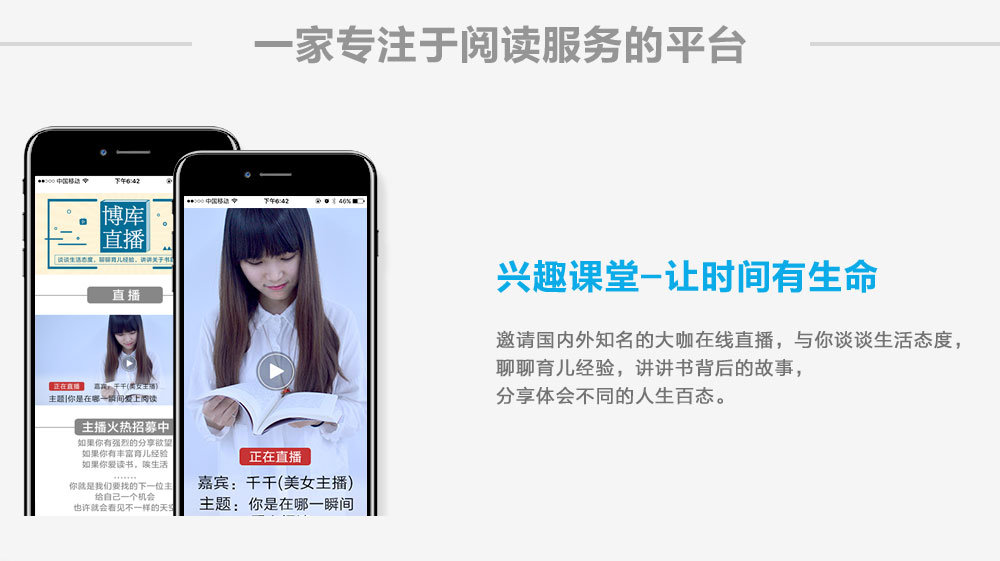 一家专注于阅读服务的平台
中国移动 下午6:42
博库
直播
谈谈生活态度，聊聊育儿经验，讲讲关于书
直播
正在直播 嘉宾：千千(美女主播)
主题|你是在哪一瞬间爱上阅读
主播火热招募中
如果你有强烈的分享欲望
如果你有丰富育儿经验
如果你爱读书、唤生活
......
你就是我们要找的下一位主
给自己一个机会
也许就会看见不一样的天空
中国移动 下午6:42 46%
正在直播
嘉宾：千千(美女主播)
主题：你是在哪一瞬间
兴趣课堂-让时间有生命
邀请国内外知名的大咖在线直播，与你谈谈生活态度，
聊聊育儿经验，讲讲书背后的故事，
分享体会不同的人生百态。